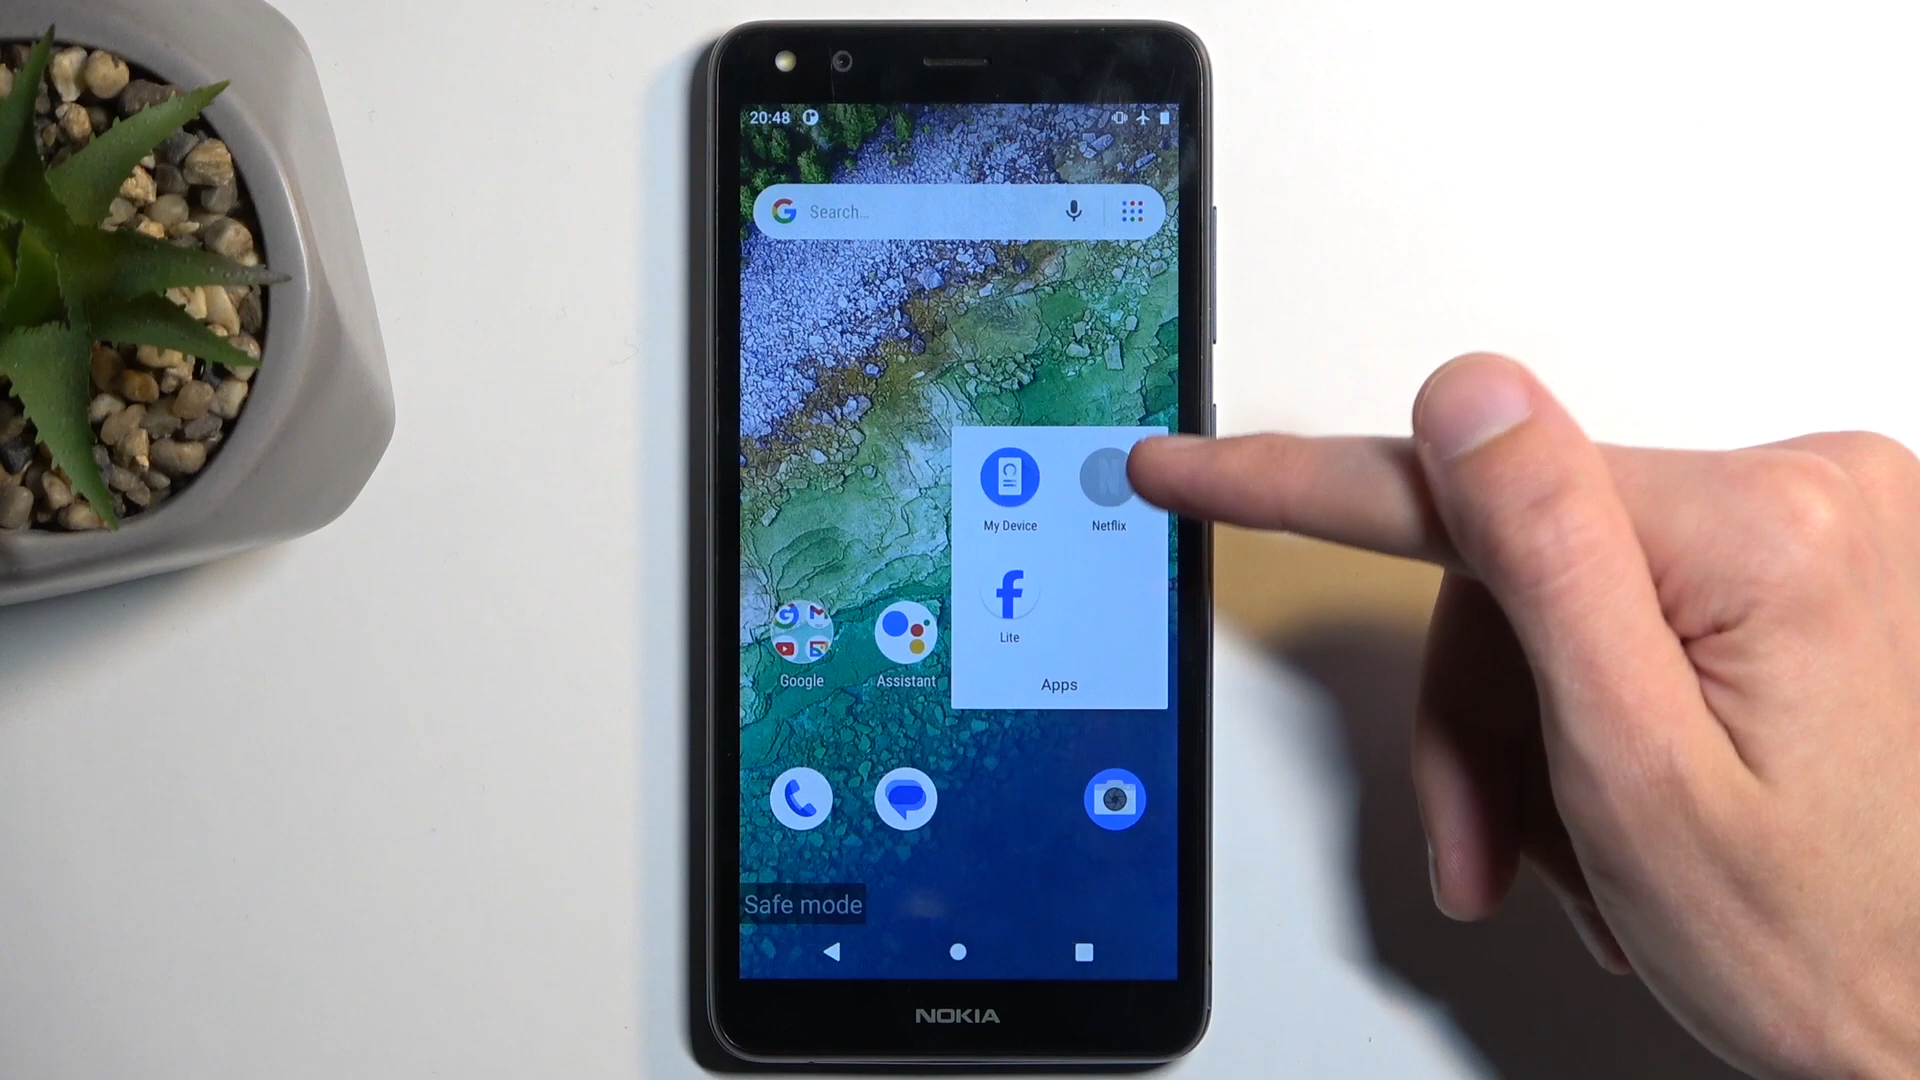 20:48
Search...
My Device
Netflix
Lite
Google
Assistant
Apps
Safe mode
NOKIA